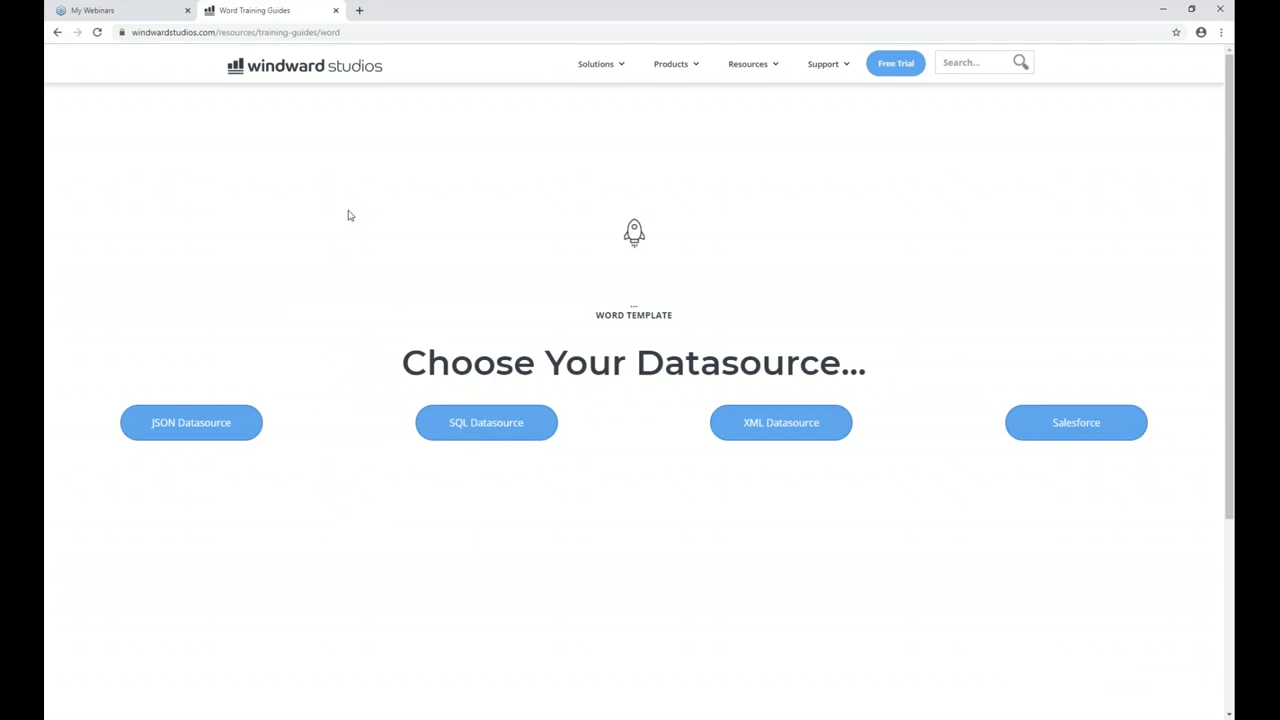 My Webinars
Word Training Guides
windwardstudios.com/resources/training-guides/word
windward studios
Solutions
Products
Resources
Support
Free Trial
Search...
...
WORD TEMPLATE
Choose Your Datasource...
JSON Datasource
SQL Datasource
XML Datasource
Salesforce